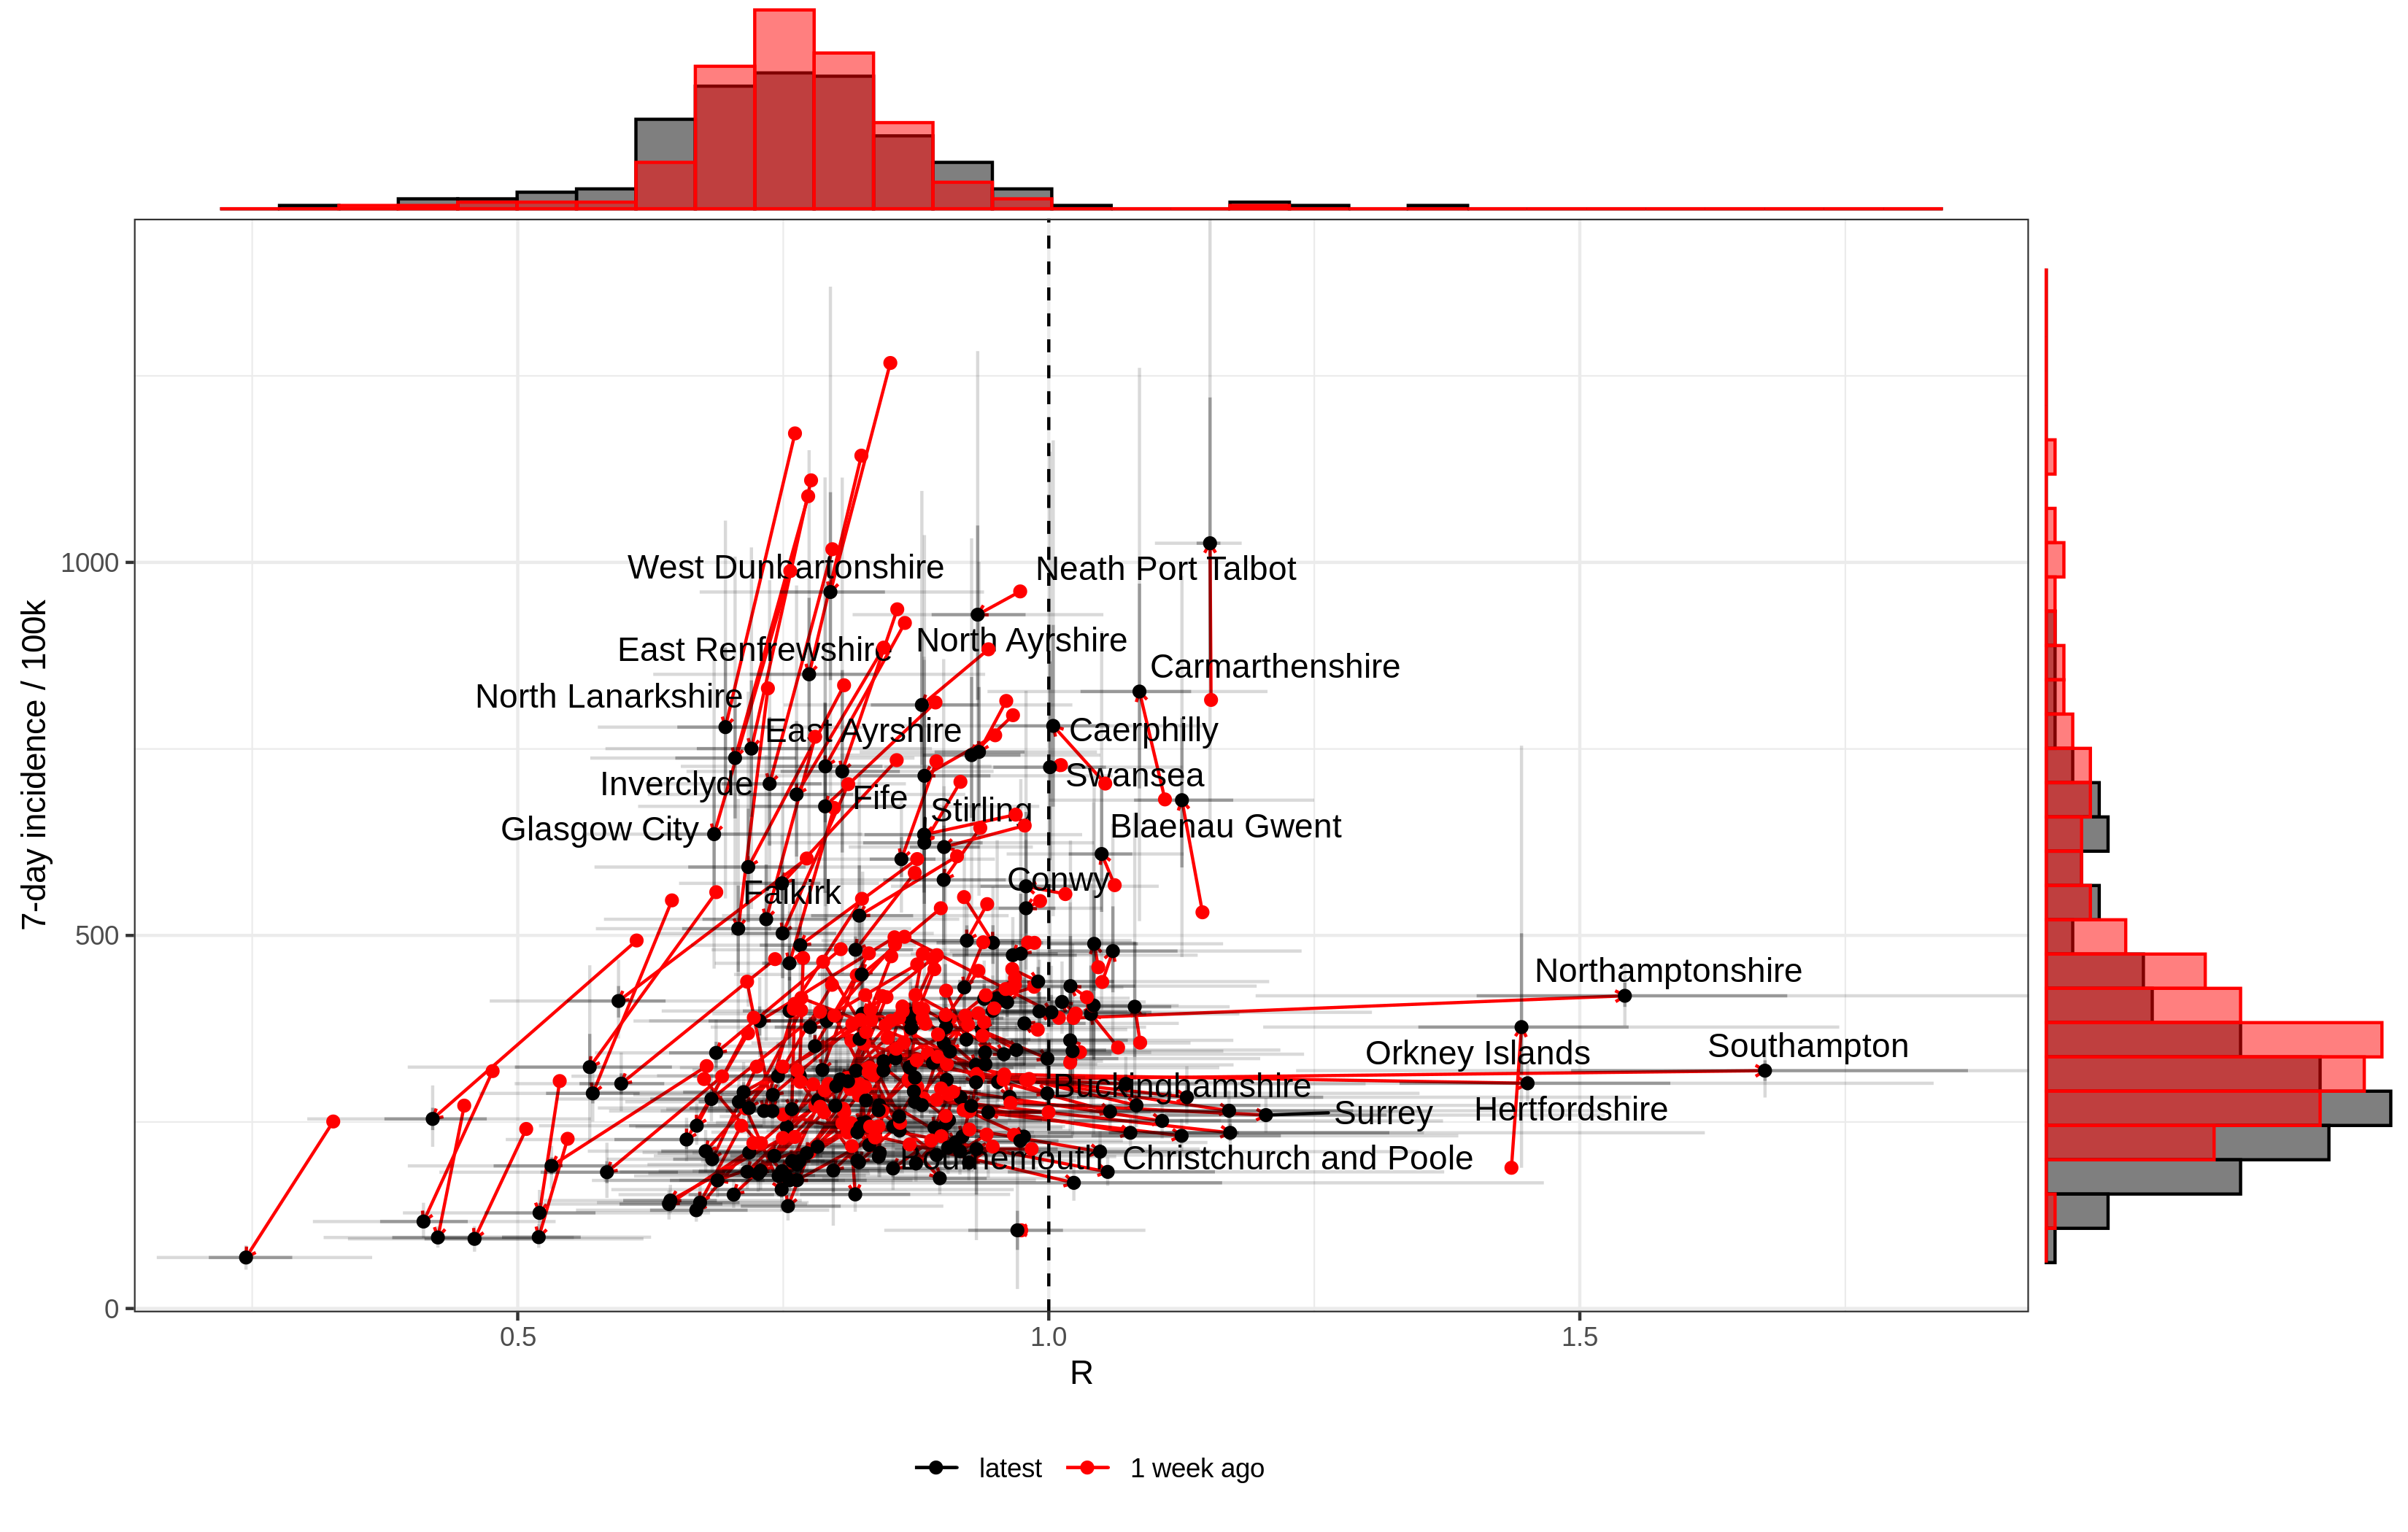 West Dunbartonshire
Neath Port Talbot
East Renfrewshire
North Ayrshire
Carmarthenshire
North Lanarkshire
East Ayrshire
Caerphilly
Inverclyde
Fife
Swansea
Stirling
Glasgow City
Blaenau Gwent
Falkirk
Conwy
Northamptonshire
Orkney Islands
Southampton
Buckinghamshire
Surrey
Hertfordshire
Bournemouth, Christchurch and Poole
1000
500
0
7-day incidence / 100k
0.5
1.0
1.5
R
latest
1 week ago